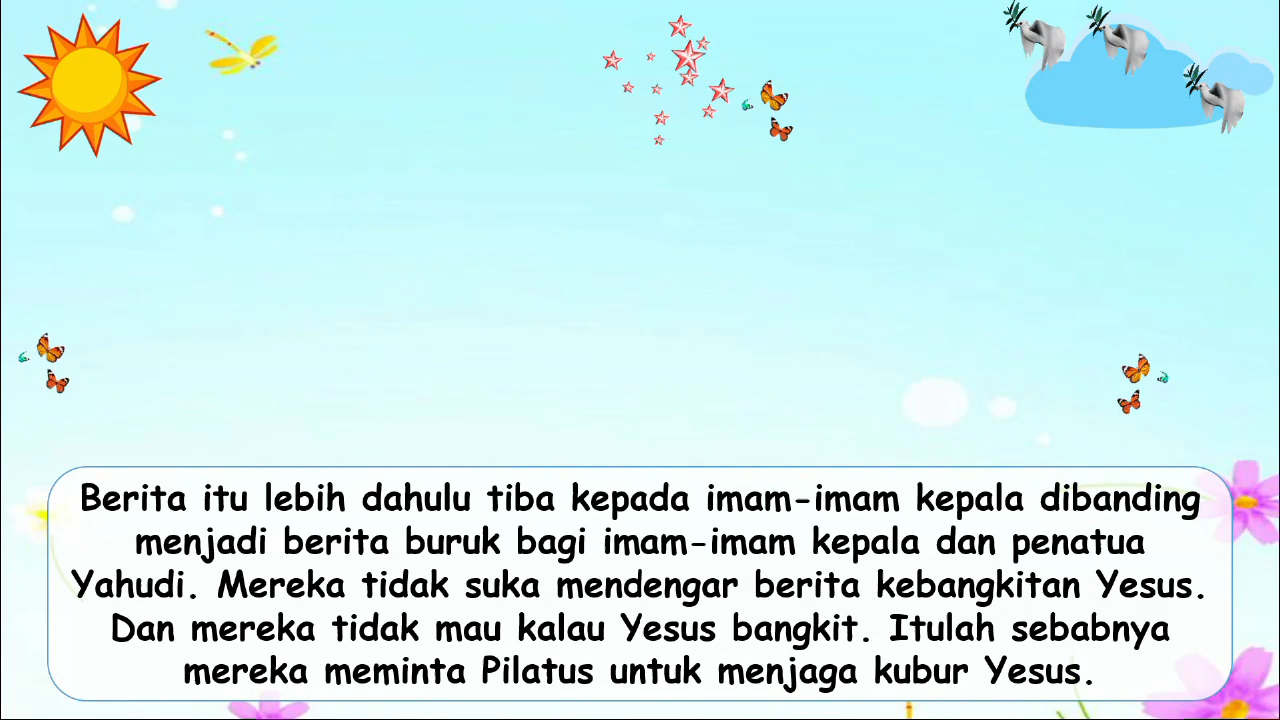 Berita itu lebih dahulu tiba kepada imam-imam kepala dibanding
menjadi berita buruk bagi imam-imam kepala dan penatua
Yahudi. Mereka tidak suka mendengar berita kebangkitan Yesus.
Dan mereka tidak mau kalau Yesus bangkit. Itulah sebabnya
mereka meminta Pilatus untuk menjaga kubur Yesus.